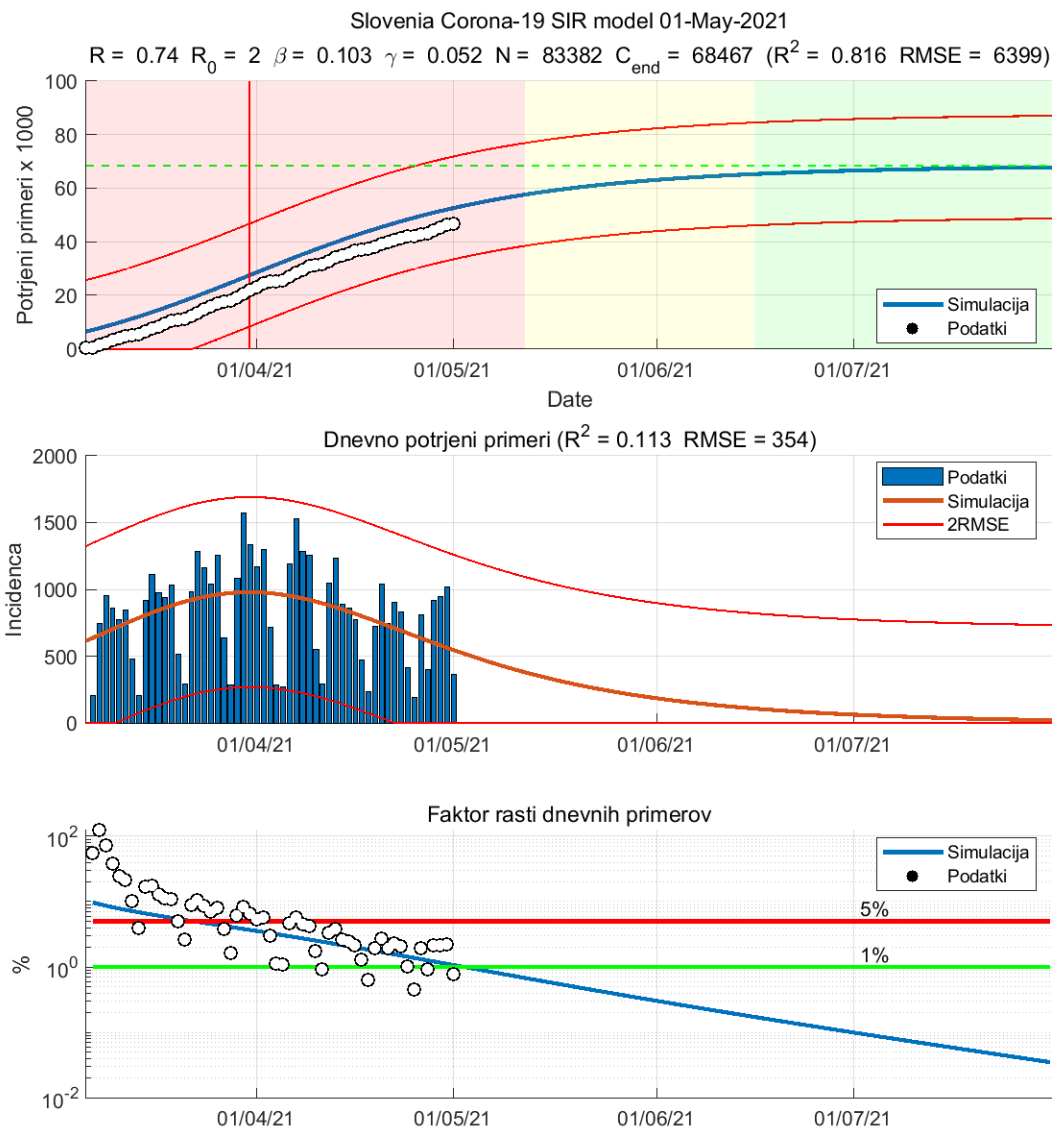 Slovenia Corona-19 SIR model 01-May-2021
R = 0.74 R0 = 2 β = 0.103 γ = 0.052 N = 83382 Cend = 68467 (R2 = 0.816 RMSE = 6399)
100
80
60
40
20
0
Potrjeni primeri x 1000
Simulacija
Podatki
01/04/21 01/05/21 01/06/21 01/07/21
Date
Dnevno potrjeni primeri (R2 = 0.113 RMSE = 354)
2000
1500
1000
500
0
Incidenca
Podatki
Simulacija
2RMSE
01/04/21 01/05/21 01/06/21 01/07/21
Faktor rasti dnevnih primerov
10^2
10^0
10^-2
%
Simulacija
Podatki
5%
1%
01/04/21 01/05/21 01/06/21 01/07/21